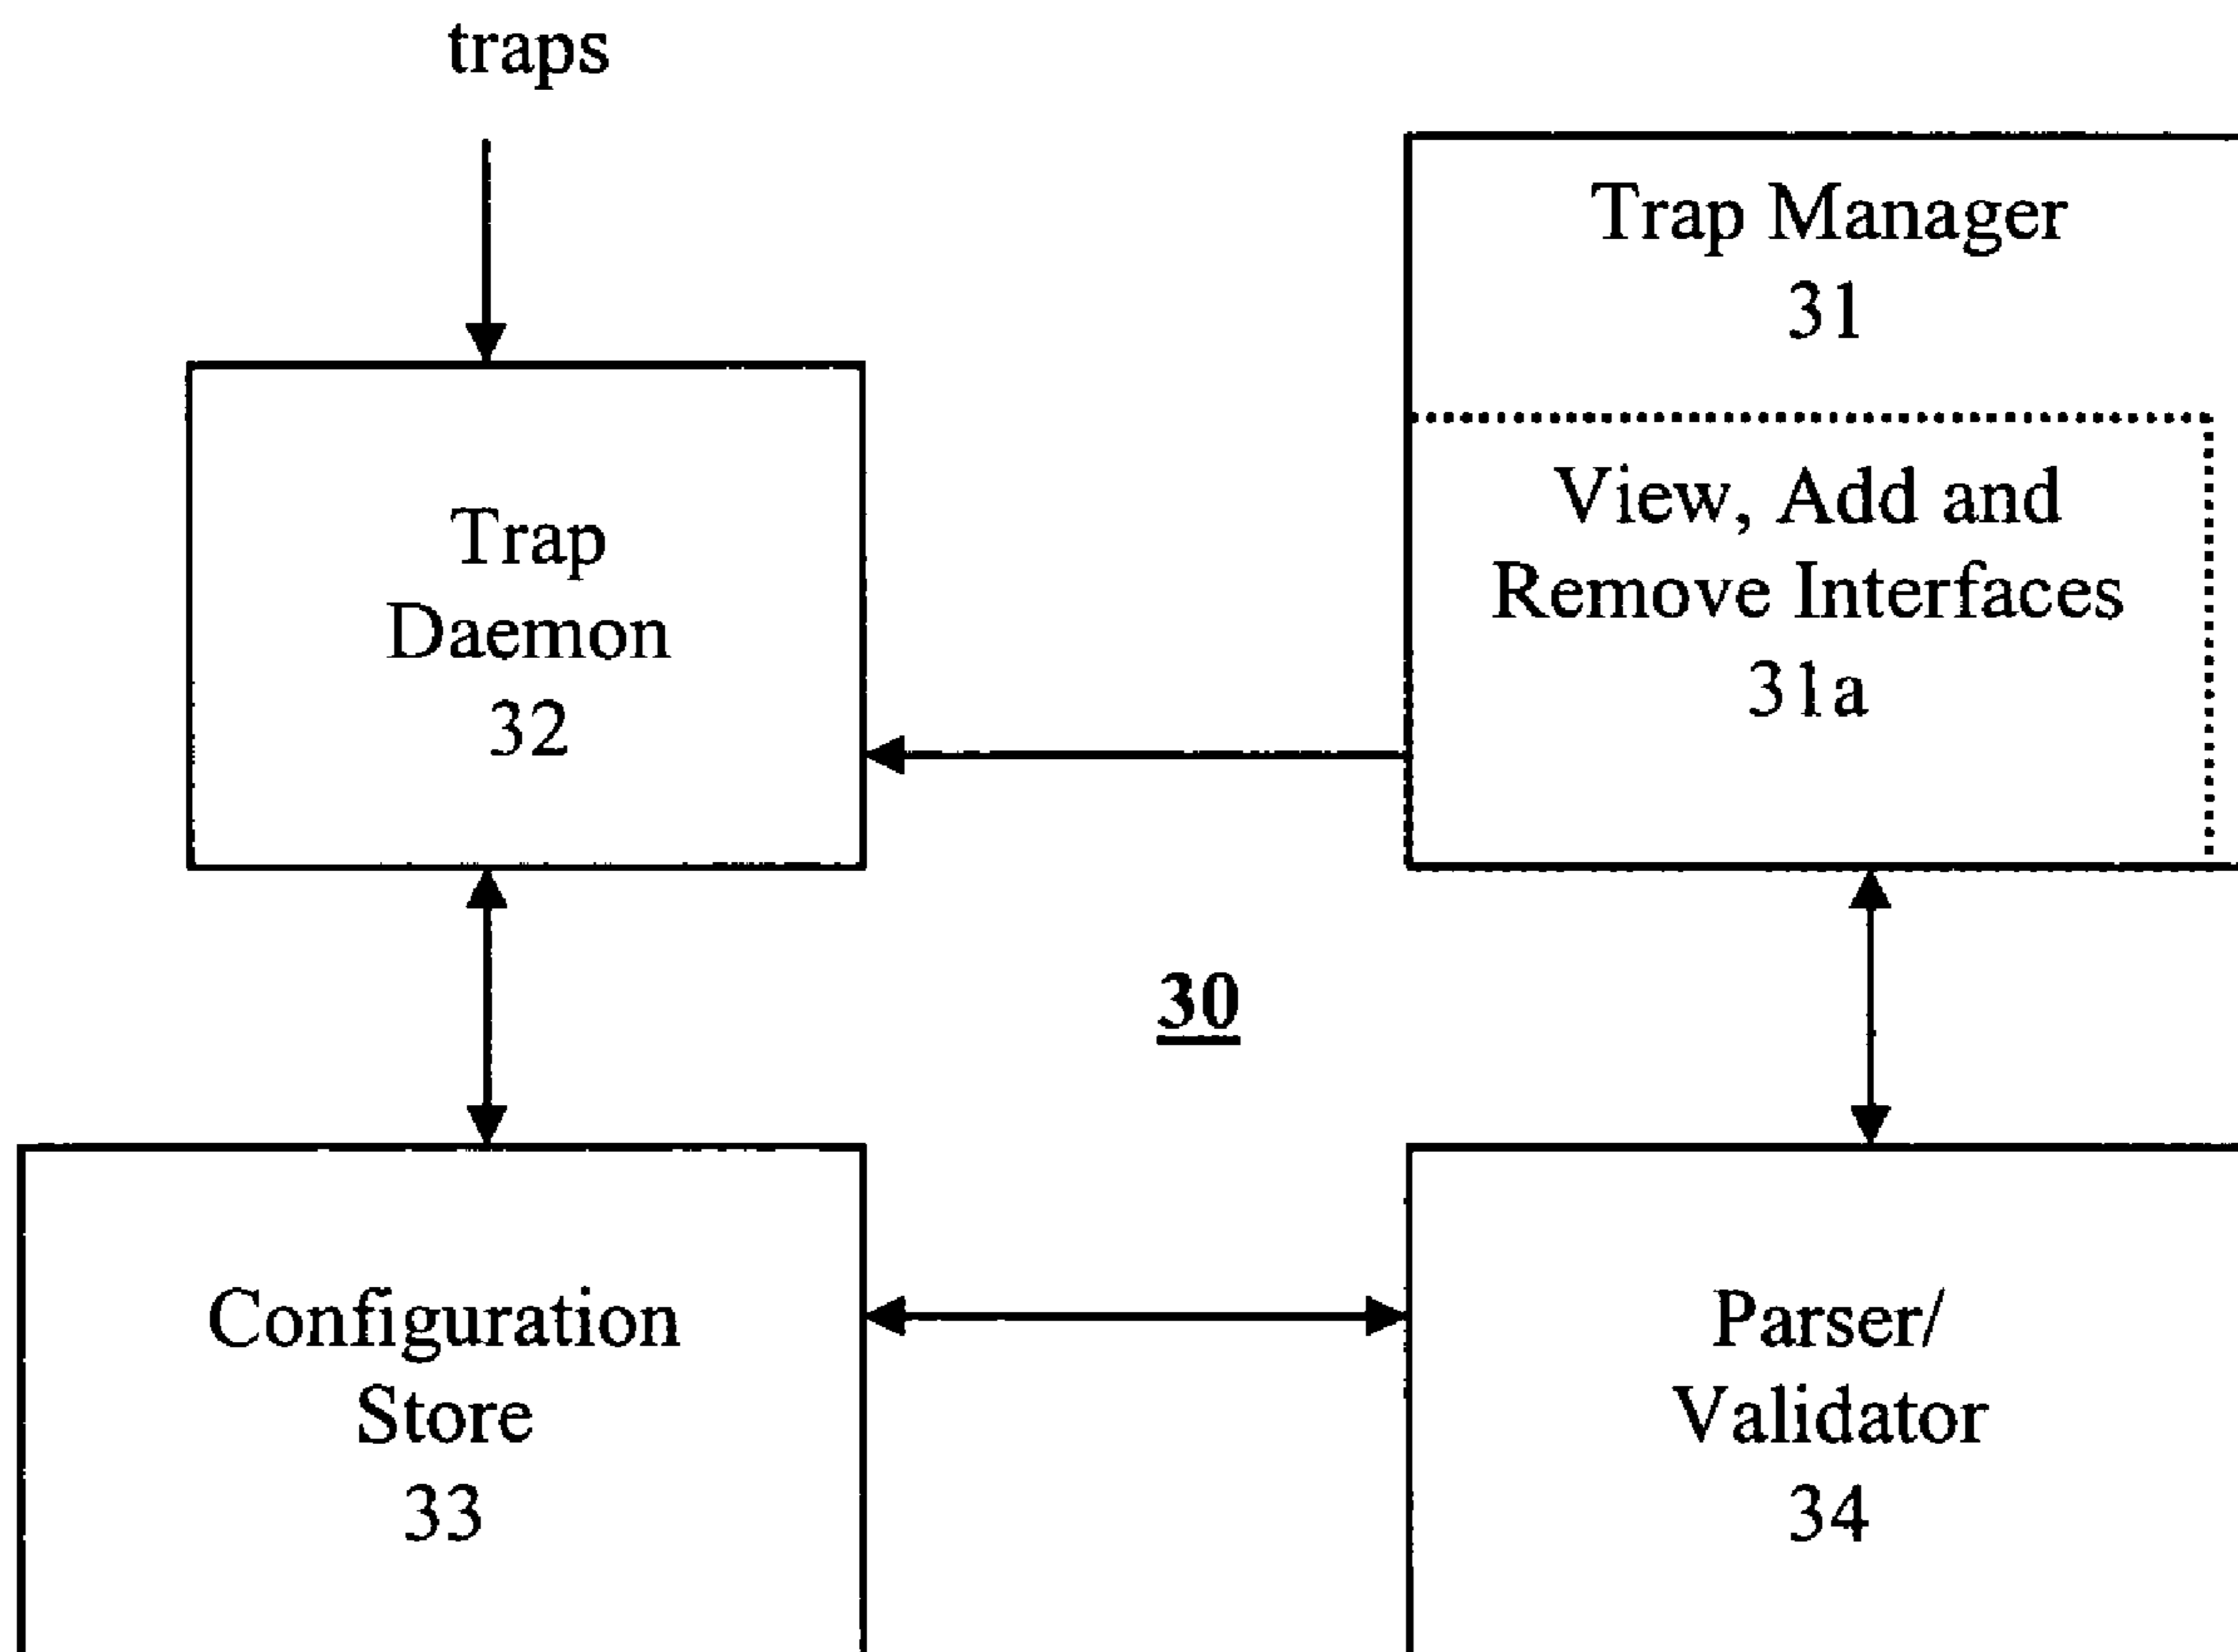 traps
Trap Manager
31
View, Add and
Remove Interfaces
31a
Trap
Daemon
32
30
Configuration
Store
33
Parser/
Validator
34